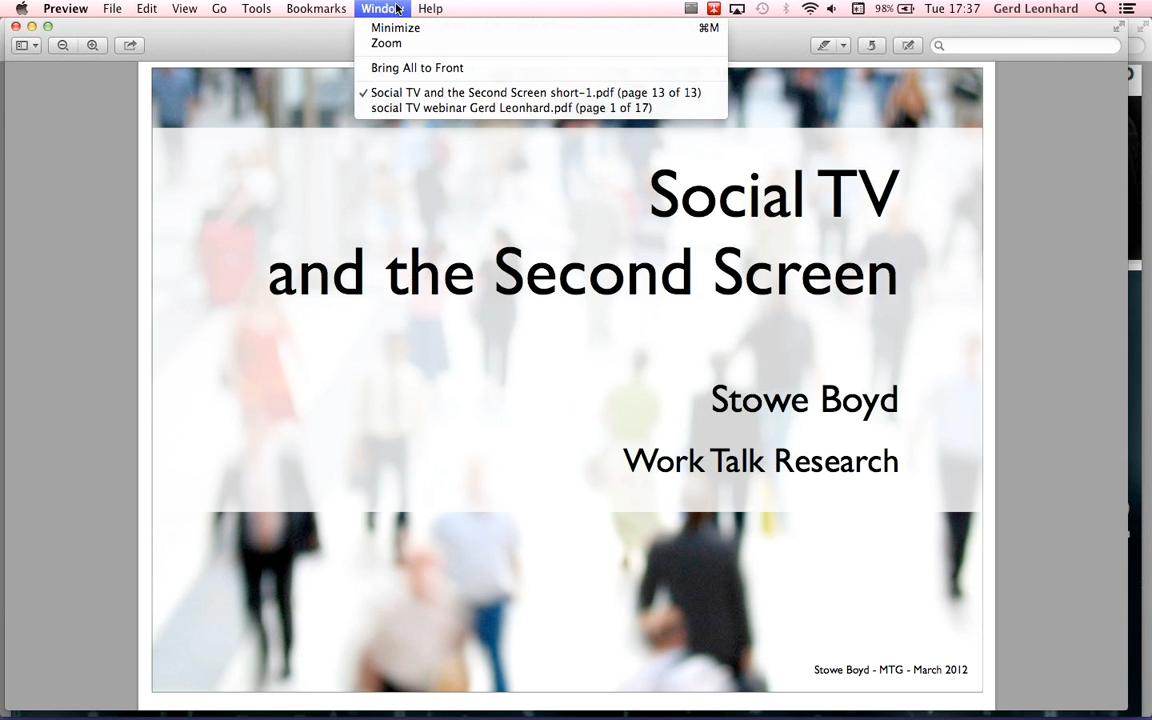 Preview File Edit View Go Tools Bookmarks Window Help 98% Tue 17:37 Gerd Leonhard
Minimize ⌘M
Zoom
Bring All to Front
✓ Social TV and the Second Screen short-1.pdf (page 13 of 13)
social TV webinar Gerd Leonhard.pdf (page 1 of 17)
Social TV
and the Second Screen
Stowe Boyd
Work Talk Research
Stowe Boyd - MTG - March 2012